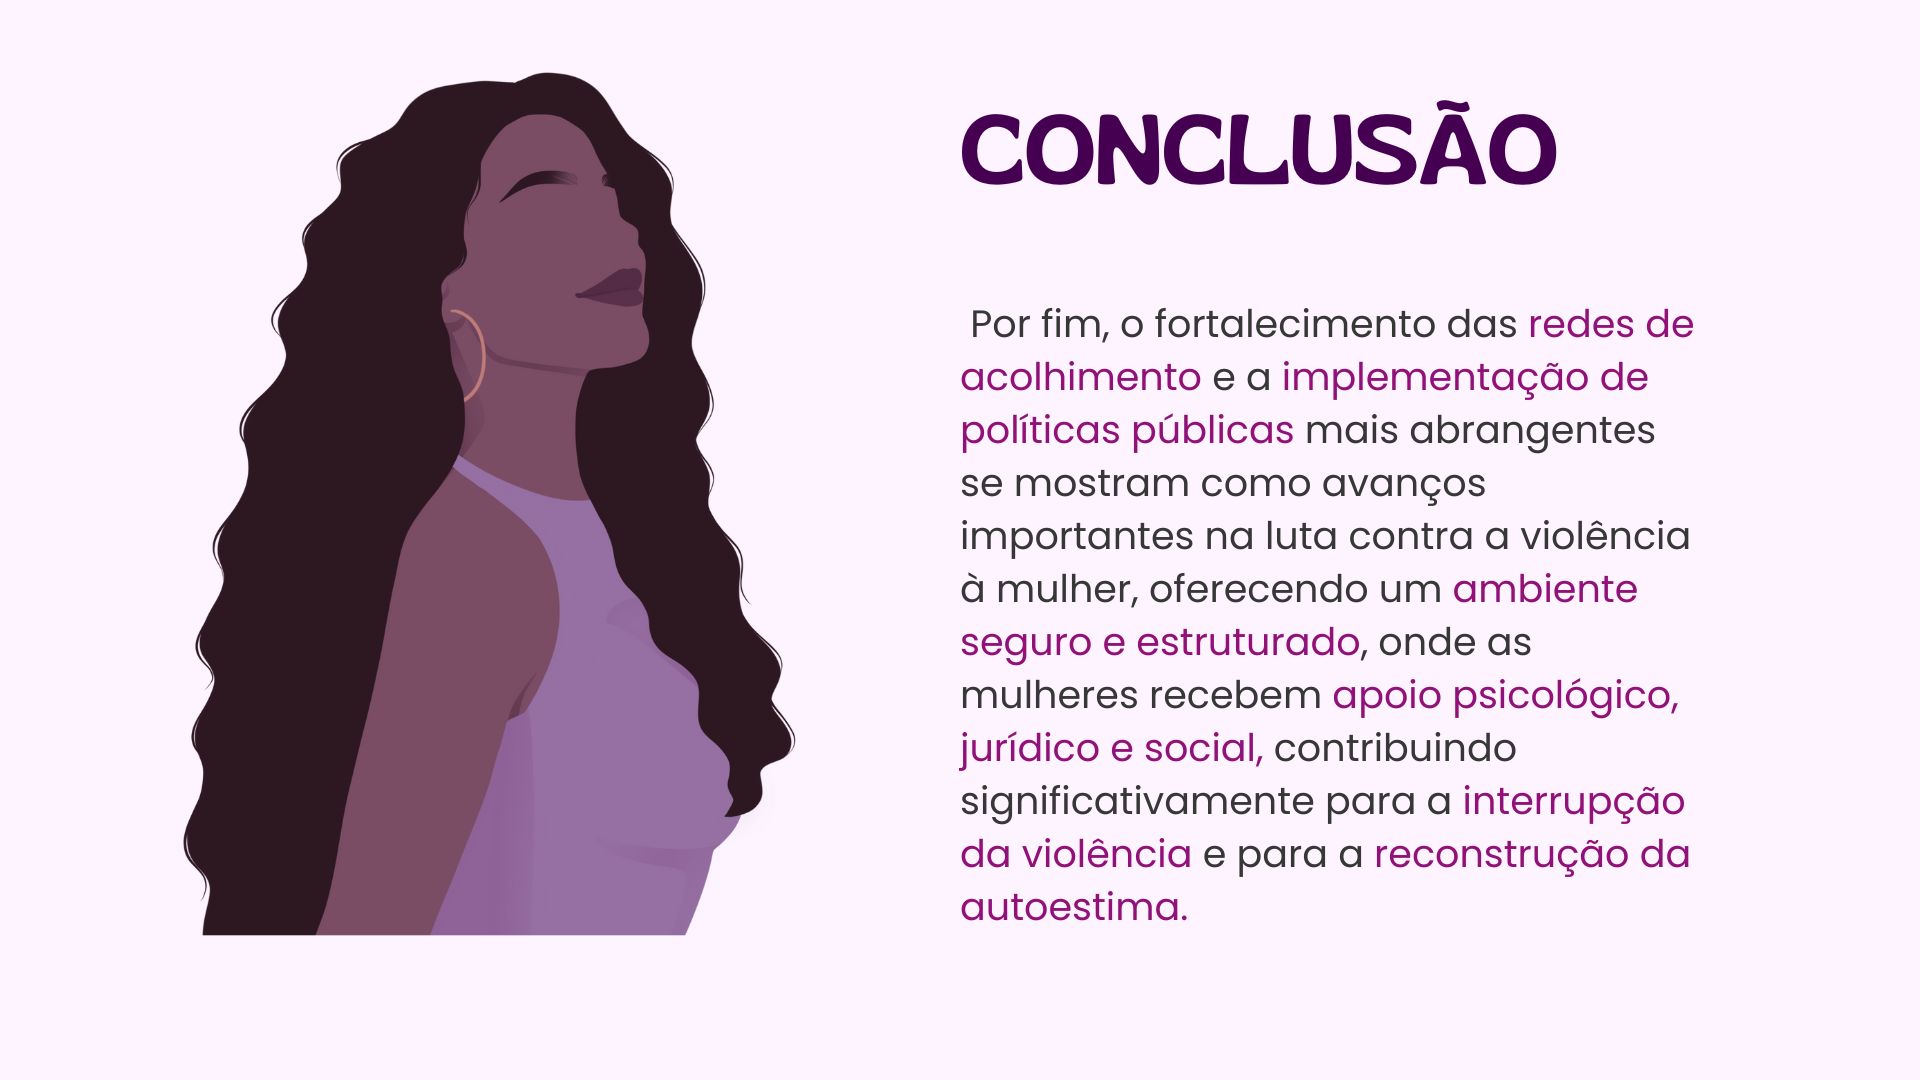 CONCLUSÃO
Por fim, o fortalecimento das redes de
acolhimento e a implementação de
políticas públicas mais abrangentes
se mostram como avanços
importantes na luta contra a violência
à mulher, oferecendo um ambiente
seguro e estruturado, onde as
mulheres recebem apoio psicológico,
jurídico e social, contribuindo
significativamente para a interrupção
da violência e para a reconstrução da
autoestima.